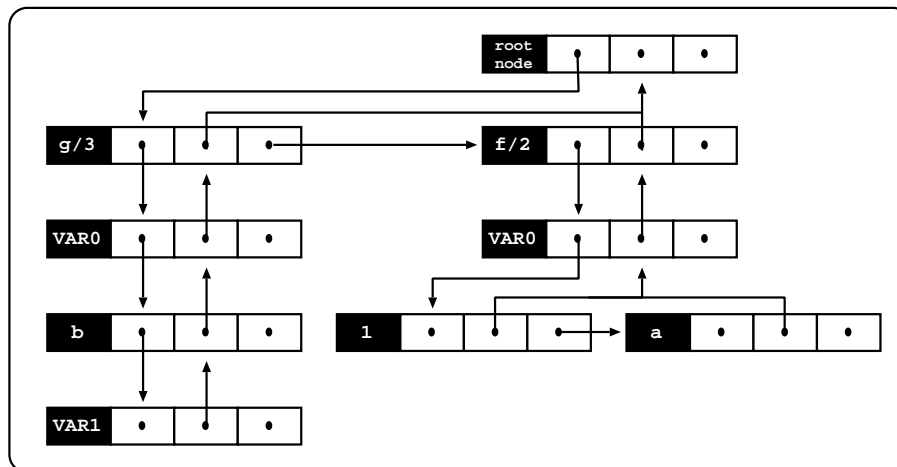 root
node
g/3
f/2
VAR0
VAR0
b
1
a
VAR1